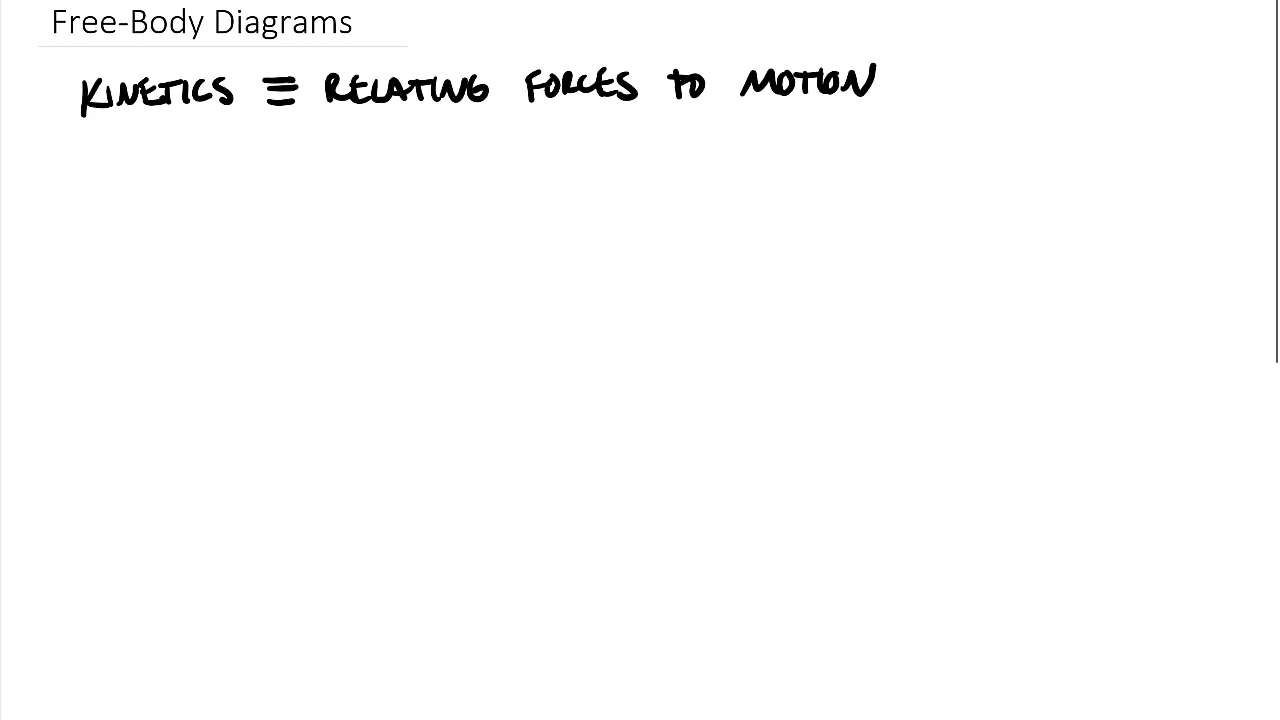 Free-Body Diagrams
KINETICS ≡ RELATING FORCES TO MOTION